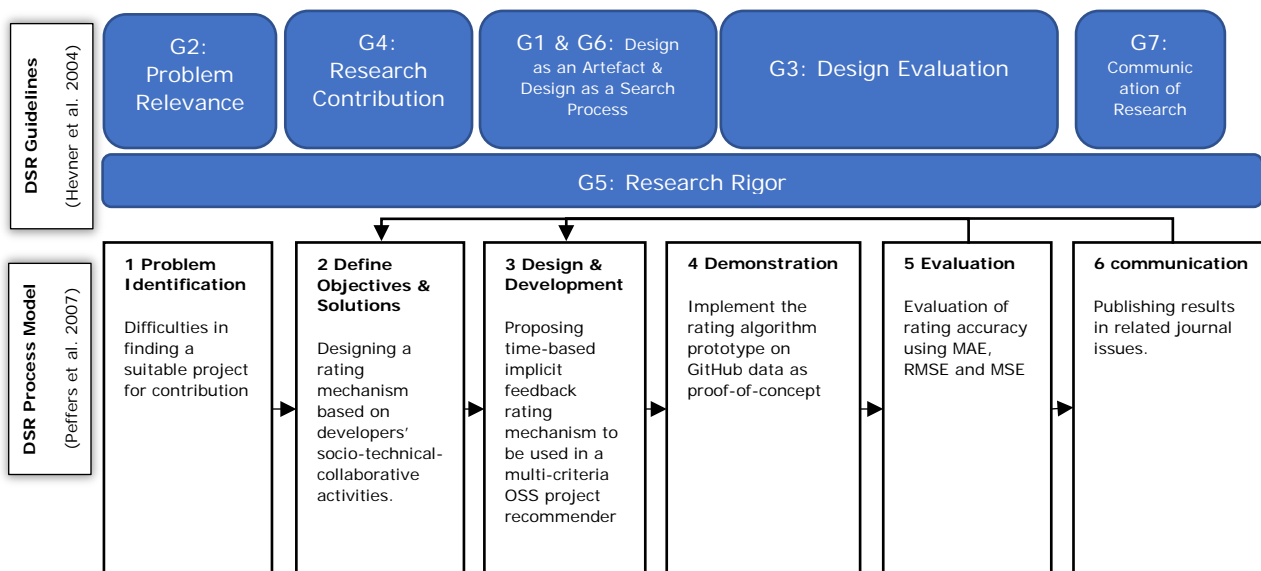 DSR Guidelines
(Hevner et al. 2004)
G2:
Problem
Relevance
G4:
Research
Contribution
G1 & G6: Design
as an Artefact &
Design as a Search
Process
G3: Design Evaluation
G7:
Communic
ation of
Research
G5: Research Rigor
DSR Process Model
(Peffers et al. 2007)
1 Problem
Identification
Difficulties in
finding a
suitable project
for contribution
2 Define
Objectives &
Solutions
Designing a
rating
mechanism
based on
developers’
socio-technical-
collaborative
activities.
3 Design &
Development
Proposing
time-based
implicit
feedback
rating
mechanism to
be used in a
multi-criteria
OSS project
recommender
4 Demonstration
Implement the
rating algorithm
prototype on
GitHub data as
proof-of-concept
5 Evaluation
Evaluation of
rating accuracy
using MAE,
RMSE and MSE
6 communication
Publishing results
in related journal
issues.